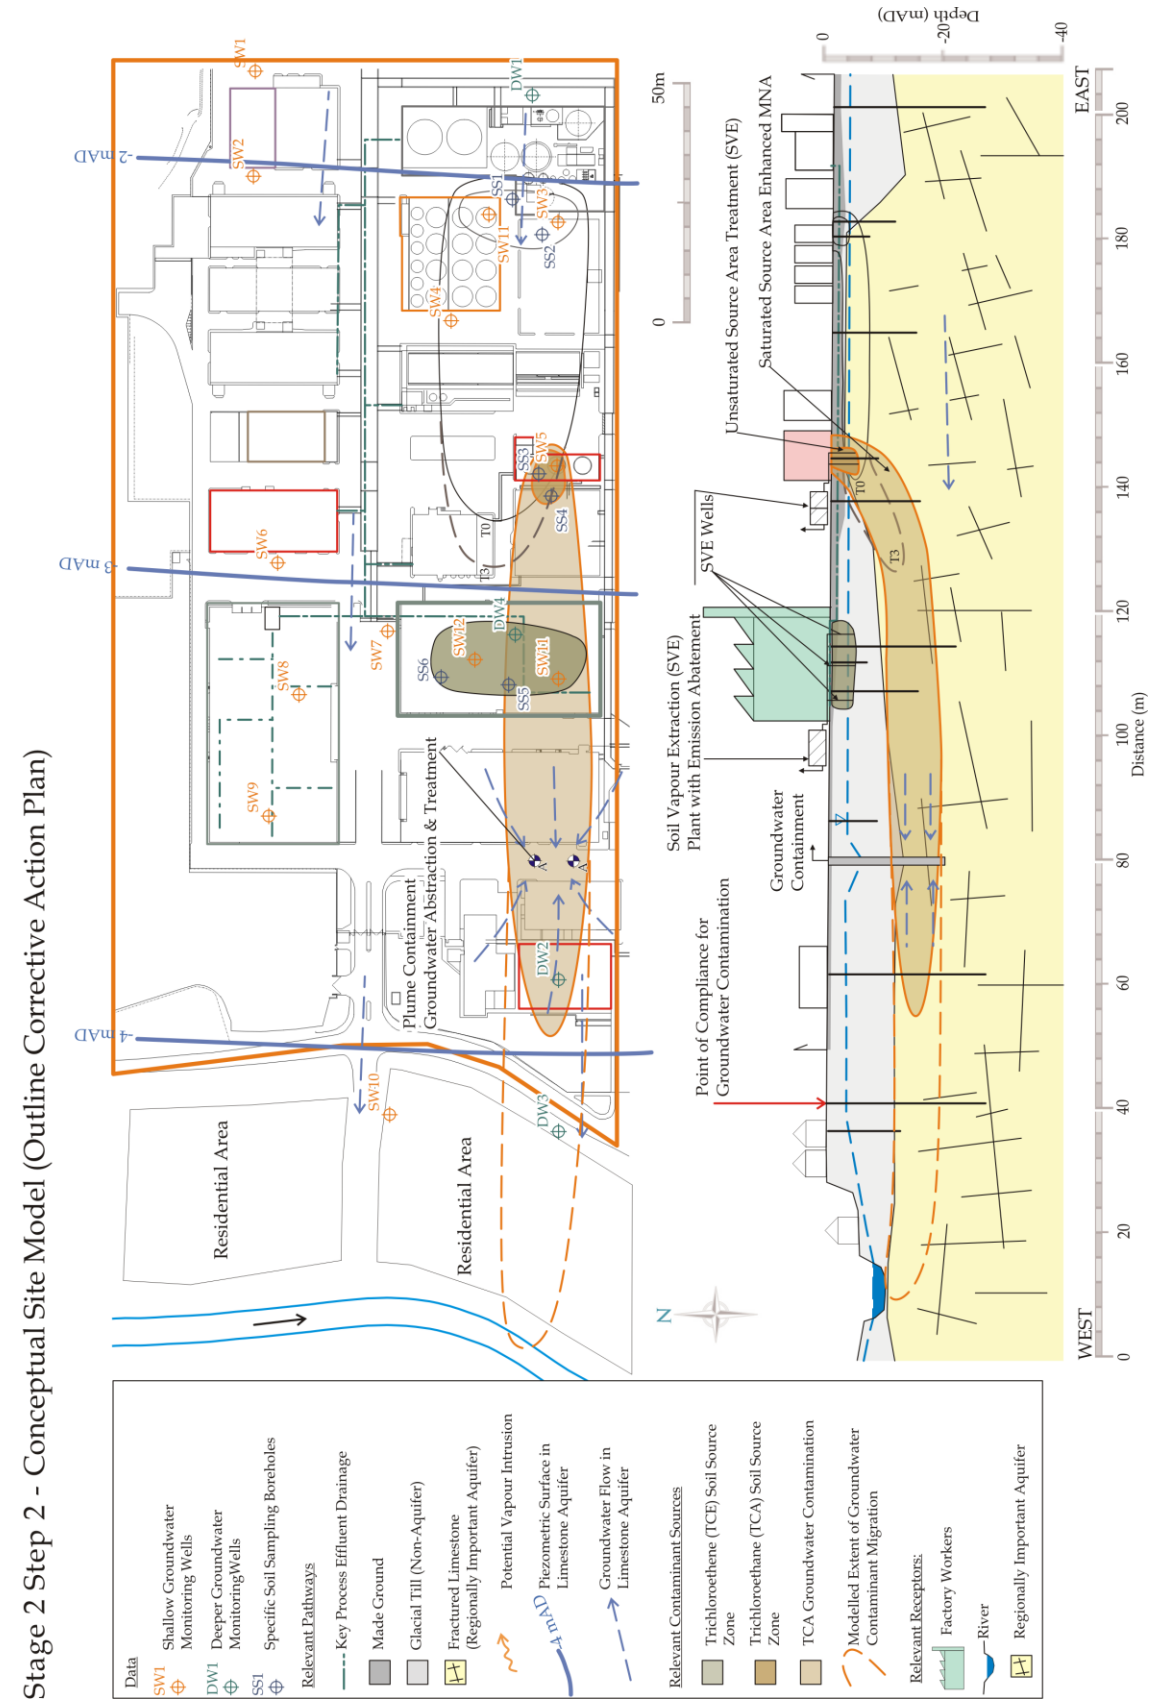 Stage 2 Step 2 - Conceptual Site Model (Outline Corrective Action Plan)
-2 mAD
-3 mAD
-4 mAD
SW1
SW2
DW1
SS1
SW3
SS2
SW11
SW4
SW5
SS3
SS4
T0
T3
SW6
SW7
DW4
SW12
SW11
SS6
SS5
SW8
SW9
Plume Containment
Groundwater Abstraction & Treatment
A
A
DW2
DW3
SW10
Residential Area
Residential Area
N
0
50m
Unsaturated Source Area Treatment (SVE)
Saturated Source Area Enhanced MNA
SVE Wells
Soil Vapour Extraction (SVE)
Plant with Emission Abatement
Groundwater
Containment
Point of Compliance for
Groundwater Contamination
T0
T3
Depth (mAD)
0
-20
-40
WEST
EAST
0
20
40
60
80
100
120
140
160
180
200
Distance (m)
Data
SW1
Shallow Groundwater
Monitoring Wells
DW1
Deeper Groundwater
MonitoringWells
SS1
Specific Soil Sampling Boreholes
Relevant Pathways
Key Process Effluent Drainage
Made Ground
Glacial Till (Non-Aquifer)
Fractured Limestone
(Regionally Important Aquifer)
Potential Vapour Intrusion
-4 mAD
Piezometric Surface in
Limestone Aquifer
Groundwater Flow in
Limestone Aquifer
Relevant Contaminant Sources
Trichloroethene (TCE) Soil Source
Zone
Trichloroethane (TCA) Soil Source
Zone
TCA Groundwater Contamination
Modelled Extent of Groundwater
Contaminant Migration
Relevant Receptors:
Factory Workers
River
Regionally Important Aquifer